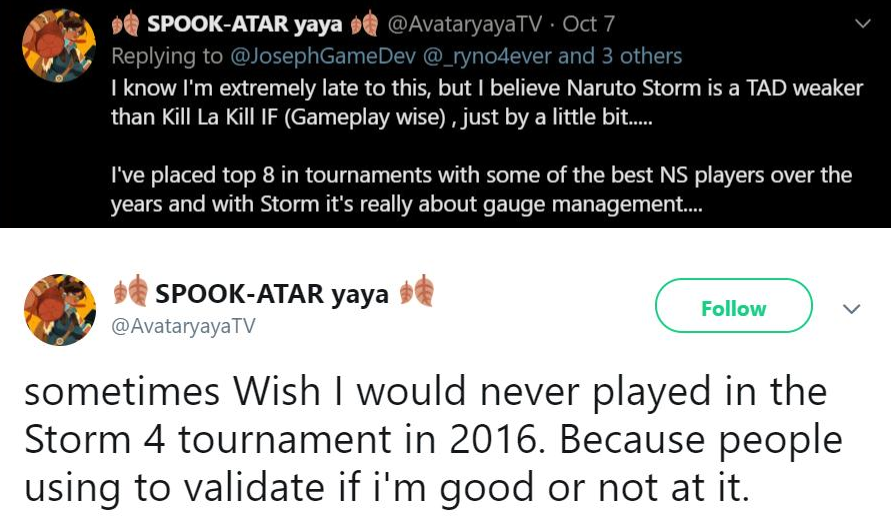 🍂 SPOOK-ATAR yaya 🍂 @AvataryayaTV · Oct 7
Replying to @JosephGameDev @_ryno4ever and 3 others
I know I'm extremely late to this, but I believe Naruto Storm is a TAD weaker
than Kill La Kill IF (Gameplay wise) , just by a little bit.....
I've placed top 8 in tournaments with some of the best NS players over the
years and with Storm it's really about gauge management....
🍂 SPOOK-ATAR yaya 🍂
Follow
@AvataryayaTV
sometimes Wish I would never played in the
Storm 4 tournament in 2016. Because people
using to validate if i'm good or not at it.